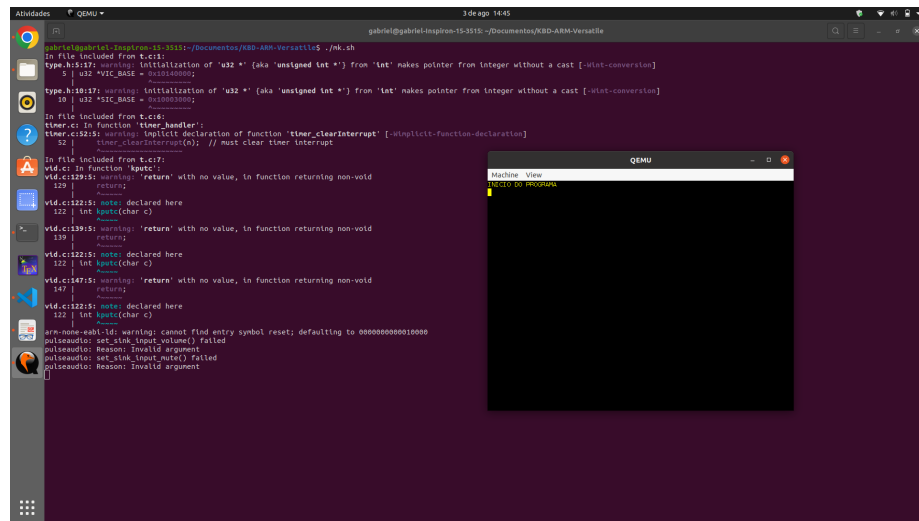 Atividades
QEMU ▾
3 de ago 14:45
gabriel@gabriel-Inspiron-15-3515: ~/Documentos/KBD-ARM-Versatile
gabriel@gabriel-Inspiron-15-3515:~/Documentos/KBD-ARM-Versatile$ ./mk.sh
In file included from t.c:1:
type.h:5:17: warning: initialization of 'u32 *' {aka 'unsigned int *'} from 'int' makes pointer from integer without a cast [-Wint-conversion]
5 | u32 *VIC_BASE = 0x10140000;
| ^~~~~~~~~~
type.h:10:17: warning: initialization of 'u32 *' {aka 'unsigned int *'} from 'int' makes pointer from integer without a cast [-Wint-conversion]
10 | u32 *SIC_BASE = 0x10003000;
| ^~~~~~~~~~
In file included from t.c:6:
timer.c: In function 'timer_handler':
timer.c:52:5: warning: implicit declaration of function 'timer_clearInterrupt' [-Wimplicit-function-declaration]
52 | timer_clearInterrupt(n); // must clear timer interrupt
| ^~~~~~~~~~~~~~~~~~~~
In file included from t.c:7:
vid.c: In function 'kputc':
vid.c:129:5: warning: 'return' with no value, in function returning non-void
129 | return;
| ^~~~~~
vid.c:122:5: note: declared here
122 | int kputc(char c)
| ^~~~~
vid.c:139:5: warning: 'return' with no value, in function returning non-void
139 | return;
| ^~~~~~
vid.c:122:5: note: declared here
122 | int kputc(char c)
| ^~~~~
vid.c:147:5: warning: 'return' with no value, in function returning non-void
147 | return;
| ^~~~~~
vid.c:122:5: note: declared here
122 | int kputc(char c)
| ^~~~~
arm-none-eabi-ld: warning: cannot find entry symbol reset; defaulting to 0000000000010000
pulseaudio: set_sink_input_volume() failed
pulseaudio: Reason: Invalid argument
pulseaudio: set_sink_input_mute() failed
pulseaudio: Reason: Invalid argument
QEMU
Machine View
INICIO DO PROGRAMA
TEX